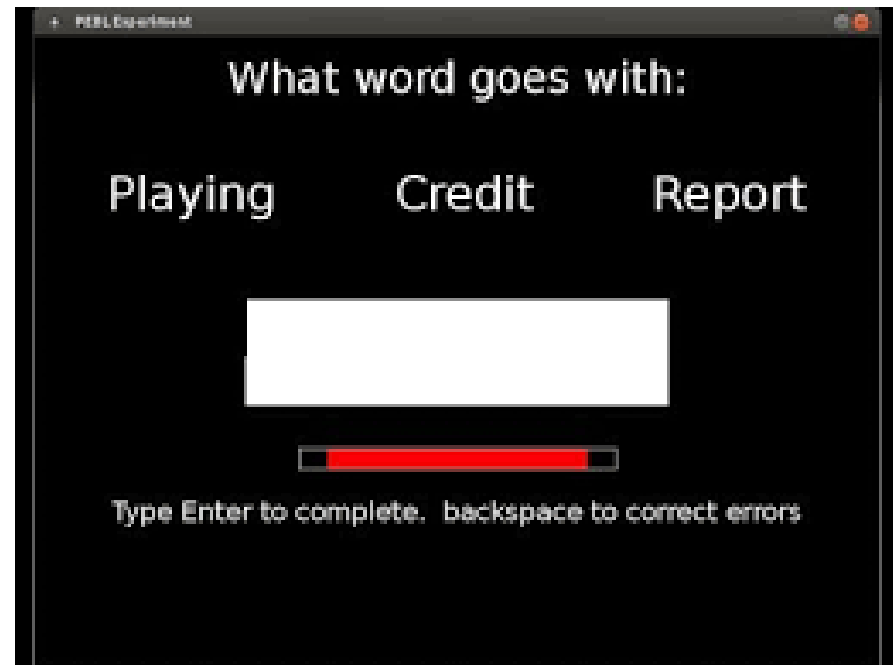 PEBL Experiment
What word goes with:
Playing Credit Report
Type Enter to complete. backspace to correct errors